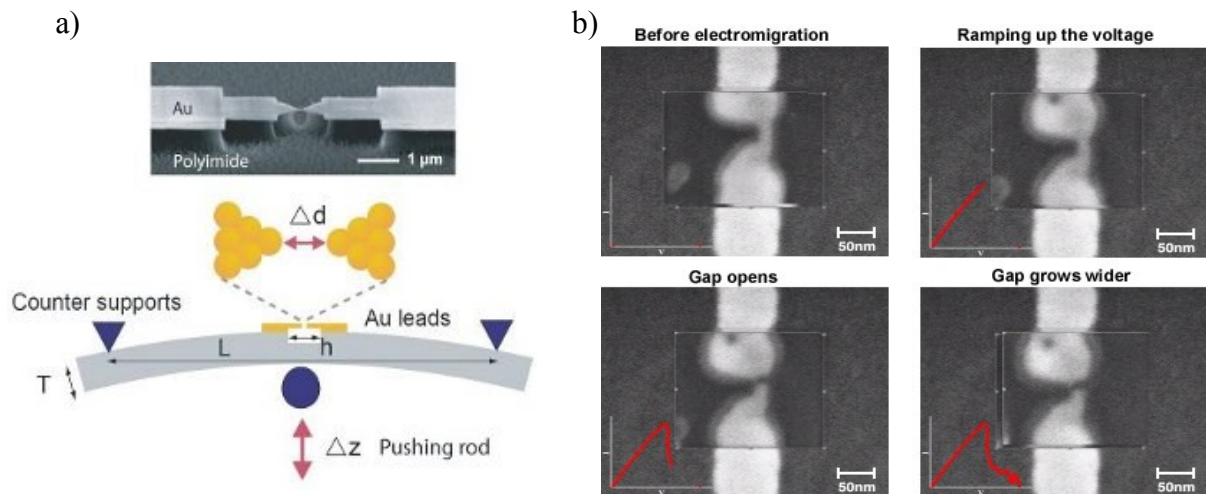 a)
Au
Polyimide
1 μm
△d
Counter supports
Au leads
L
h
T
△z
Pushing rod
b)
Before electromigration
Ramping up the voltage
50nm
V
50nm
Gap opens
Gap grows wider
V
50nm
V
50nm